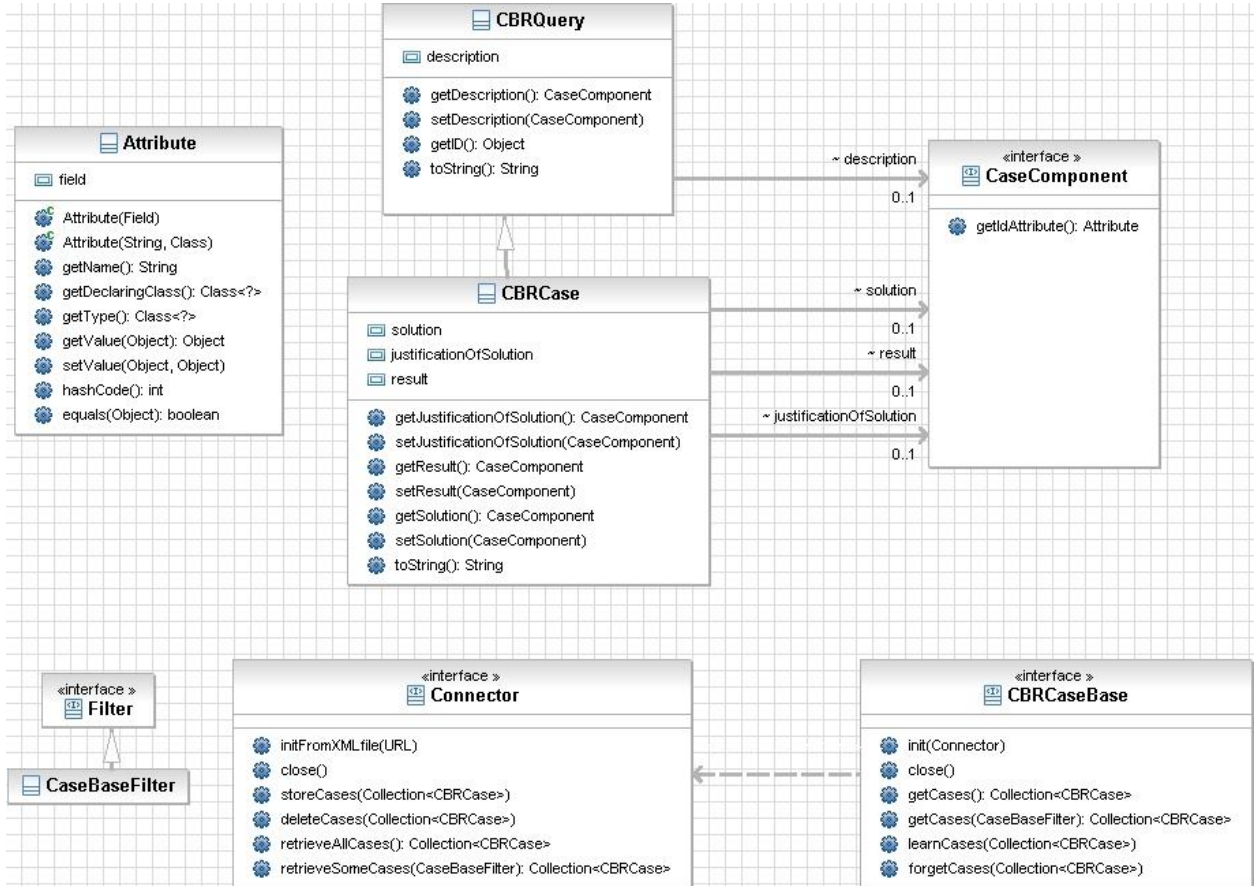 CBRQuery
description
getDescription(): CaseComponent
setDescription(CaseComponent)
getID(): Object
toString(): String
Attribute
field
Attribute(Field)
Attribute(String, Class)
getName(): String
getDeclaringClass(): Class<?>
getType(): Class<?>
getValue(Object): Object
setValue(Object, Object)
hashCode(): int
equals(Object): boolean
~ description
0..1
«interface »
CaseComponent
getIdAttribute(): Attribute
CBRCase
solution
justificationOfSolution
result
getJustificationOfSolution(): CaseComponent
setJustificationOfSolution(CaseComponent)
getResult(): CaseComponent
setResult(CaseComponent)
getSolution(): CaseComponent
setSolution(CaseComponent)
toString(): String
~ solution
0..1
~ result
0..1
~ justificationOfSolution
0..1
«interface »
Filter
CaseBaseFilter
«interface »
Connector
initFromXMLfile(URL)
close()
storeCases(Collection<CBRCase>)
deleteCases(Collection<CBRCase>)
retrieveAllCases(): Collection<CBRCase>
retrieveSomeCases(CaseBaseFilter): Collection<CBRCase>
«interface »
CBRCaseBase
init(Connector)
close()
getCases(): Collection<CBRCase>
getCases(CaseBaseFilter): Collection<CBRCase>
learnCases(Collection<CBRCase>)
forgetCases(Collection<CBRCase>)